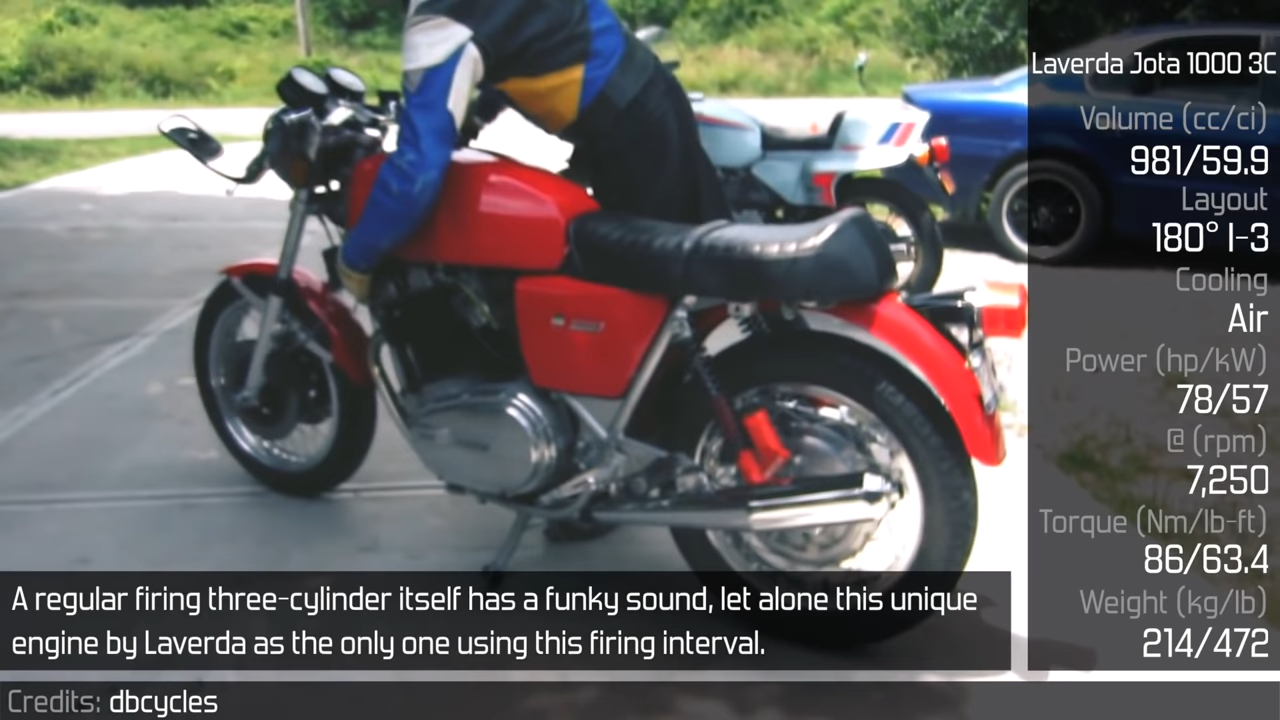 Laverda Jota 1000 3C
Volume (cc/ci)
981/59.9
Layout
180° I-3
Cooling
Air
Power (hp/kW)
78/57
@ (rpm)
7,250
Torque (Nm/lb-ft)
86/63.4
Weight (kg/lb)
214/472
A regular firing three-cylinder itself has a funky sound, let alone this unique
engine by Laverda as the only one using this firing interval.
Credits: dbcycles